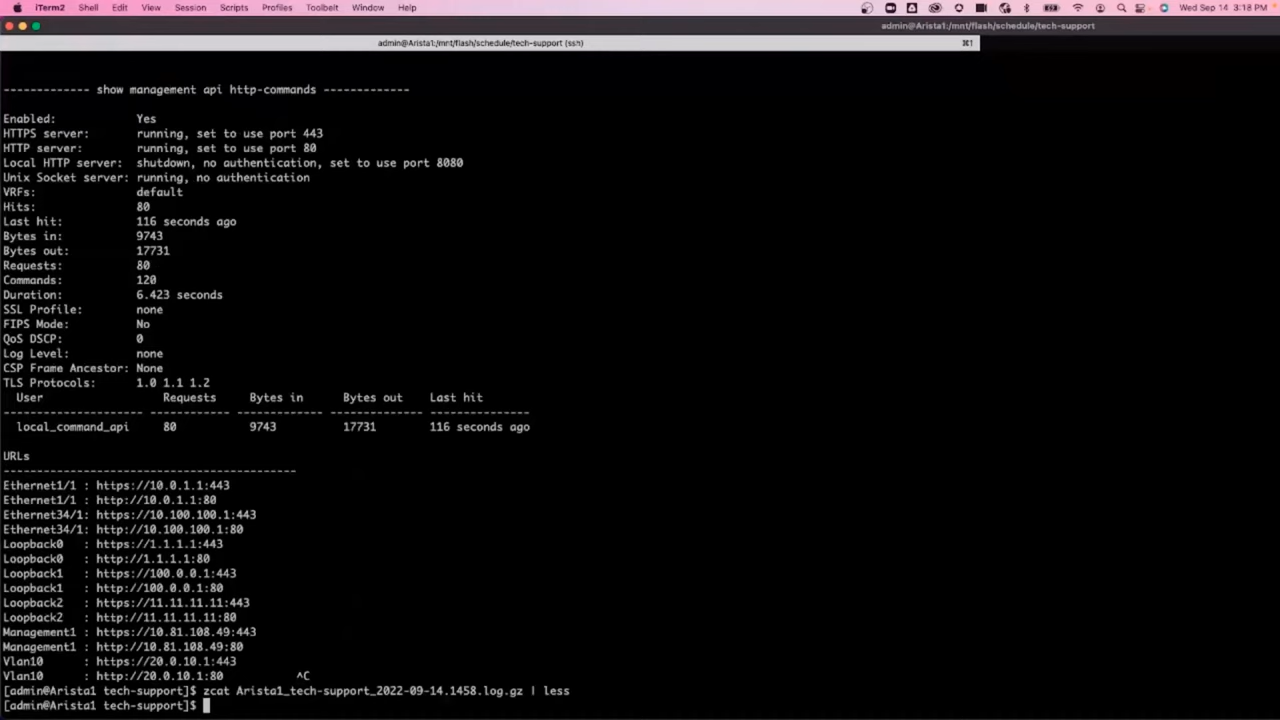 iTerm2 Shell Edit View Session Scripts Profiles Toolbelt Window Help Wed Sep 14 3:18 PM
admin@Arista1:/mnt/flash/schedule/tech-support
admin@Arista1:/mnt/flash/schedule/tech-support (ssh) ⌘1
------------- show management api http-commands -------------
Enabled: Yes
HTTPS server: running, set to use port 443
HTTP server: running, set to use port 80
Local HTTP server: shutdown, no authentication, set to use port 8080
Unix Socket server: running, no authentication
VRFs: default
Hits: 80
Last hit: 116 seconds ago
Bytes in: 9743
Bytes out: 17731
Requests: 80
Commands: 120
Duration: 6.423 seconds
SSL Profile: none
FIPS Mode: No
QoS DSCP: 0
Log Level: none
CSP Frame Ancestor: None
TLS Protocols: 1.0 1.1 1.2
User Requests Bytes in Bytes out Last hit
--------------------- ------------ ------------- -------------- ---------------
local_command_api 80 9743 17731 116 seconds ago
URLs
--------------------------------------------
Ethernet1/1 : https://10.0.1.1:443
Ethernet1/1 : http://10.0.1.1:80
Ethernet34/1: https://10.100.100.1:443
Ethernet34/1: http://10.100.100.1:80
Loopback0 : https://1.1.1.1:443
Loopback0 : http://1.1.1.1:80
Loopback1 : https://100.0.0.1:443
Loopback1 : http://100.0.0.1:80
Loopback2 : https://11.11.11.11:443
Loopback2 : http://11.11.11.11:80
Management1 : https://10.81.108.49:443
Management1 : http://10.81.108.49:80
Vlan10 : https://20.0.10.1:443
Vlan10 : http://20.0.10.1:80 ^C
[admin@Arista1 tech-support]$ zcat Arista1_tech-support_2022-09-14.1458.log.gz | less
[admin@Arista1 tech-support]$